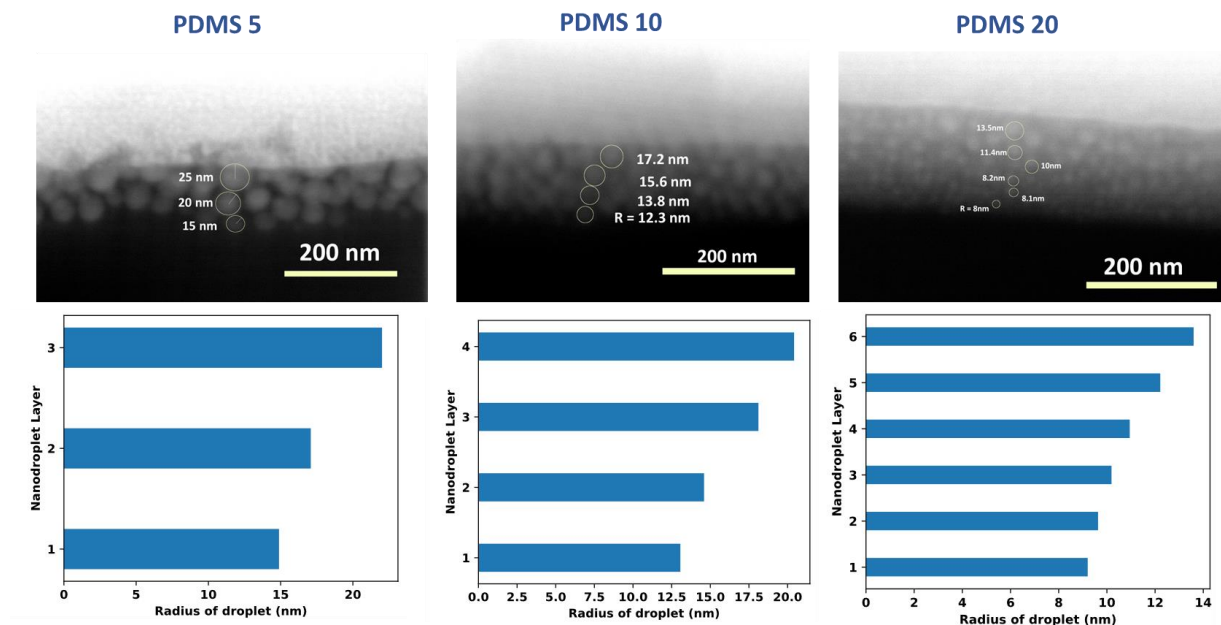 PDMS 5
PDMS 10
PDMS 20
25 nm
20 nm
15 nm
200 nm
17.2 nm
15.6 nm
13.8 nm
R = 12.3 nm
200 nm
13.5nm
11.4nm
10nm
8.2nm
8.1nm
R = 8nm
200 nm
Nanodroplet Layer
3
2
1
0 5 10 15 20
Radius of droplet (nm)
Nanodroplet Layer
4
3
2
1
0.0 2.5 5.0 7.5 10.0 12.5 15.0 17.5 20.0
Radius of droplet (nm)
Nanodroplet Layer
6
5
4
3
2
1
0 2 4 6 8 10 12 14
Radius of droplet (nm)